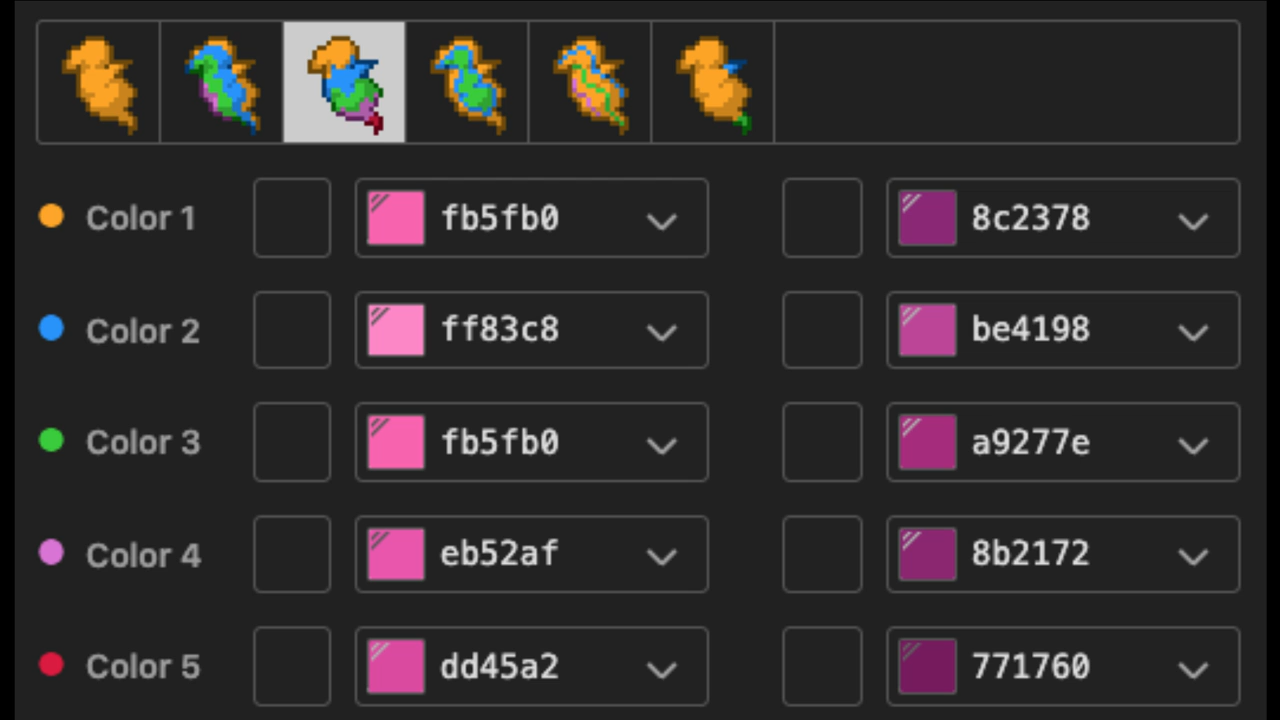 Color 1 fb5fb0 8c2378
Color 2 ff83c8 be4198
Color 3 fb5fb0 a9277e
Color 4 eb52af 8b2172
Color 5 dd45a2 771760